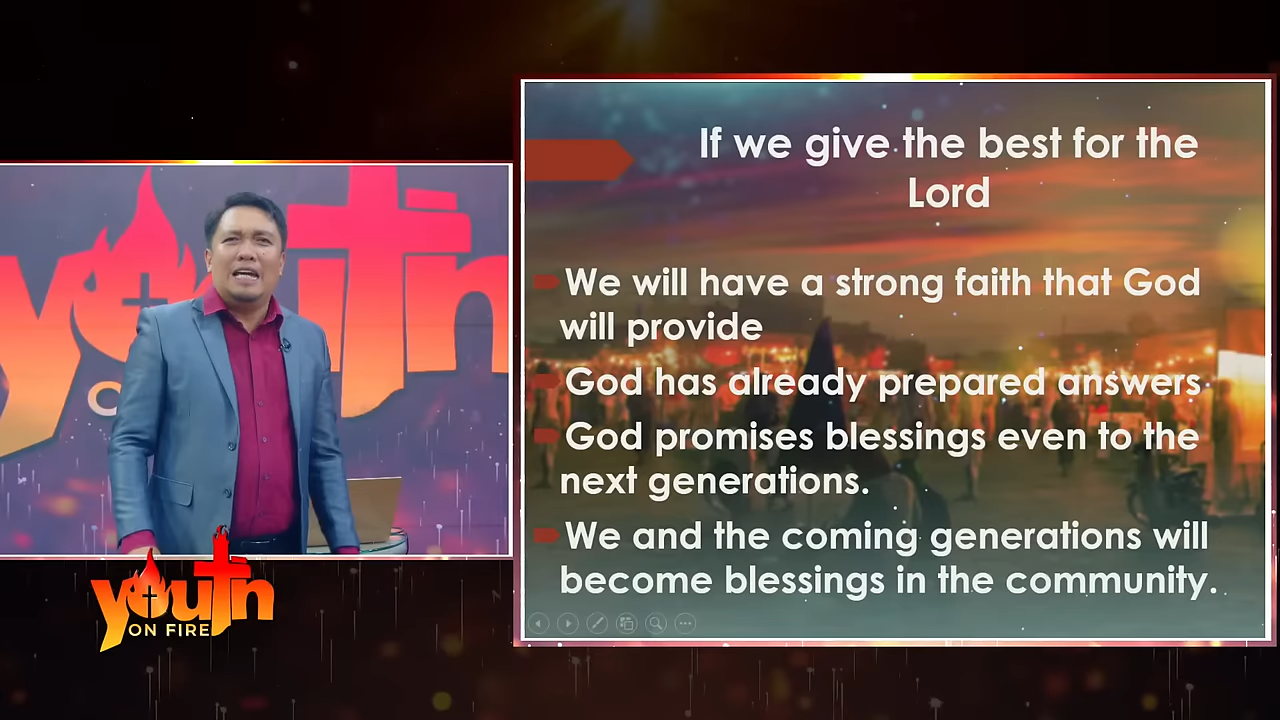 If we give the best for the
Lord
We will have a strong faith that God
will provide
God has already prepared answers
God promises blessings even to the
next generations.
We and the coming generations will
become blessings in the community.
youth
O
youth
ON FIRE